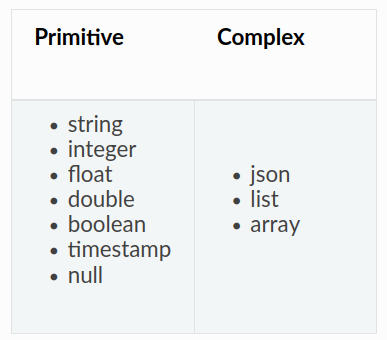 Primitive
Complex
• string
• integer
• float
• double
• boolean
• timestamp
• null
• json
• list
• array